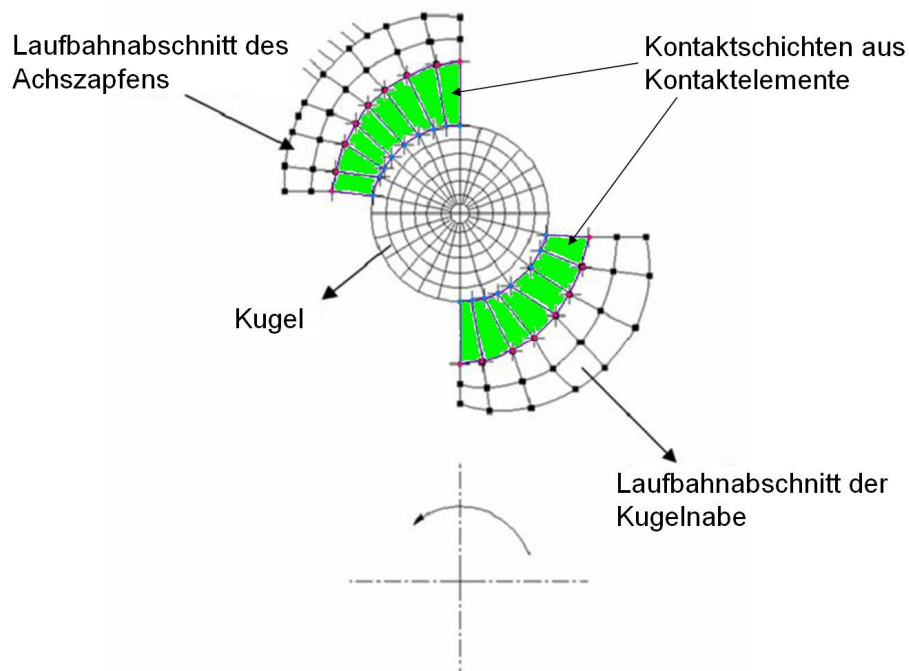 Laufbahnabschnitt des
Achszapfens
Kontaktschichten aus
Kontaktelemente
Kugel
Laufbahnabschnitt der
Kugelnabe